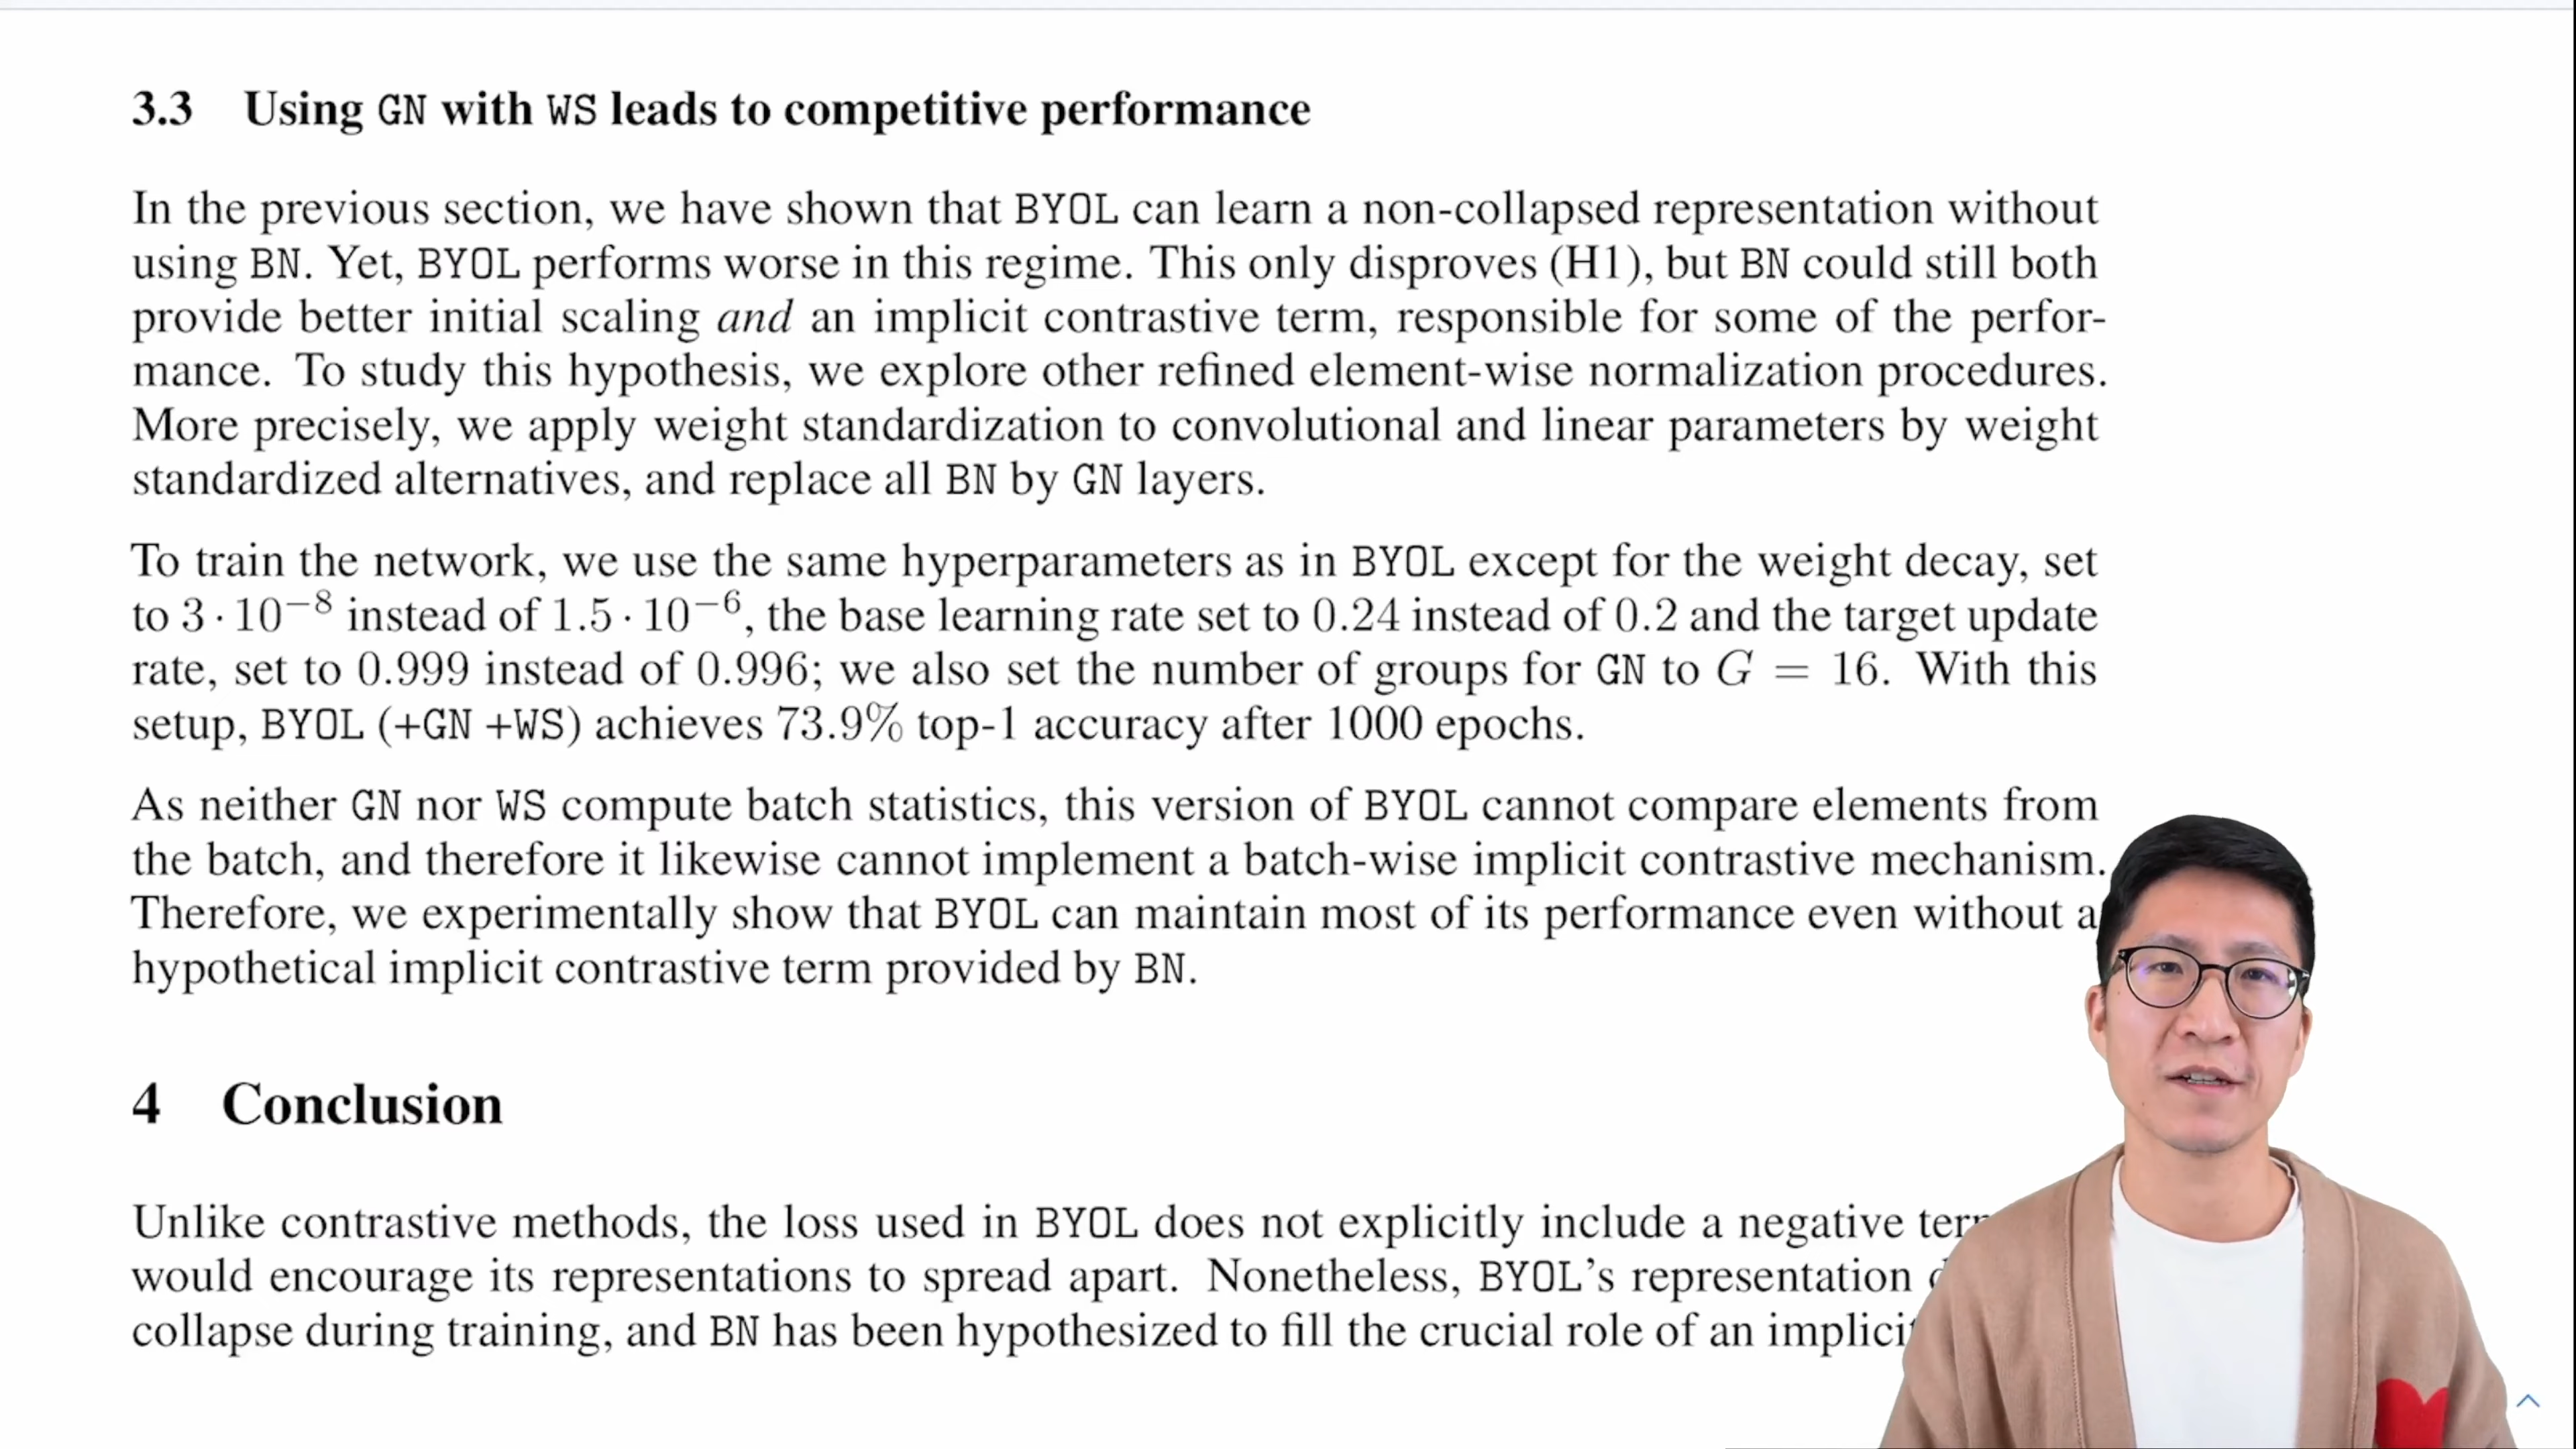 3.3 Using GN with WS leads to competitive performance
In the previous section, we have shown that BYOL can learn a non-collapsed representation without
using BN. Yet, BYOL performs worse in this regime. This only disproves (H1), but BN could still both
provide better initial scaling and an implicit contrastive term, responsible for some of the perfor-
mance. To study this hypothesis, we explore other refined element-wise normalization procedures.
More precisely, we apply weight standardization to convolutional and linear parameters by weight
standardized alternatives, and replace all BN by GN layers.
To train the network, we use the same hyperparameters as in BYOL except for the weight decay, set
to 3 · 10⁻⁸ instead of 1.5 · 10⁻⁶, the base learning rate set to 0.24 instead of 0.2 and the target update
rate, set to 0.999 instead of 0.996; we also set the number of groups for GN to G = 16. With this
setup, BYOL (+GN +WS) achieves 73.9% top-1 accuracy after 1000 epochs.
As neither GN nor WS compute batch statistics, this version of BYOL cannot compare elements from
the batch, and therefore it likewise cannot implement a batch-wise implicit contrastive mechanism.
Therefore, we experimentally show that BYOL can maintain most of its performance even without a
hypothetical implicit contrastive term provided by BN.
4 Conclusion
Unlike contrastive methods, the loss used in BYOL does not explicitly include a negative
would encourage its representations to spread apart. Nonetheless, BYOL's representation
collapse during training, and BN has been hypothesized to fill the crucial role of an